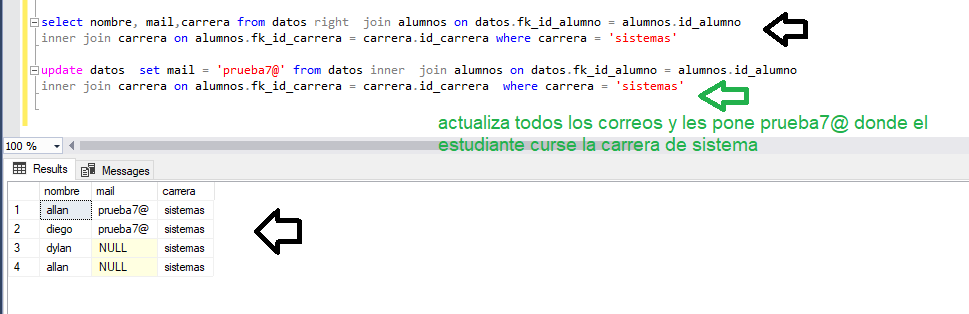 select nombre, mail,carrera from datos right  join alumnos on datos.fk_id_alumno = alumnos.id_alumno
inner join carrera on alumnos.fk_id_carrera = carrera.id_carrera where carrera = 'sistemas'
update datos  set mail = 'prueba7@' from datos inner  join alumnos on datos.fk_id_alumno = alumnos.id_alumno
inner join carrera on alumnos.fk_id_carrera = carrera.id_carrera  where carrera = 'sistemas'
actualiza todos los correos y les pone prueba7@ donde el
estudiante curse la carrera de sistema
100 %
Results Messages
nombre mail carrera
1 allan prueba7@ sistemas
2 diego prueba7@ sistemas
3 dylan NULL sistemas
4 allan NULL sistemas